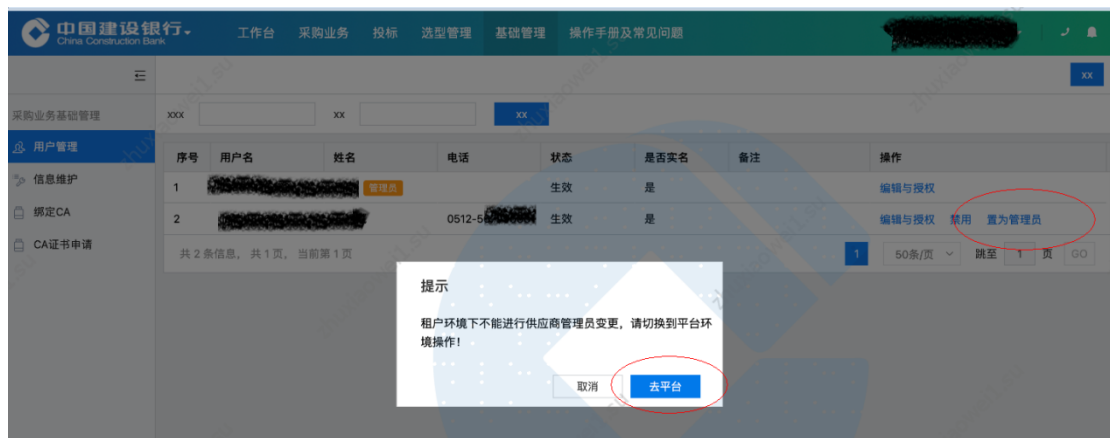 中国建设银行
China Construction Bank
工作台 采购业务 投标 选型管理 基础管理 操作手册及常见问题
xx
采购业务基础管理
xxx xx xx
用户管理
序号 用户名 姓名 电话 状态 是否实名 备注 操作
信息维护
1 管理员 生效 是 编辑与授权
绑定CA
2 0512-5 生效 是 编辑与授权 禁用 置为管理员
CA证书申请
共 2 条信息，共 1 页，当前第 1 页 1 50条/页 跳至 1 页 GO
提示
租户环境下不能进行供应商管理员变更，请切换到平台环
境操作！
取消 去平台